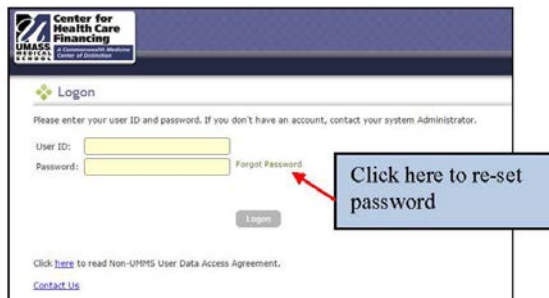 Center for
Health Care
Financing
UMASS
MEDICAL
SCHOOL
A Commonwealth Medicine
Center of Distinction
Logon
Please enter your user ID and password. If you don't have an account, contact your system Administrator.
User ID:
Password:
Forgot Password
Click here to re-set
password
Logon
Click here to read Non-UMMS User Data Access Agreement.
Contact Us